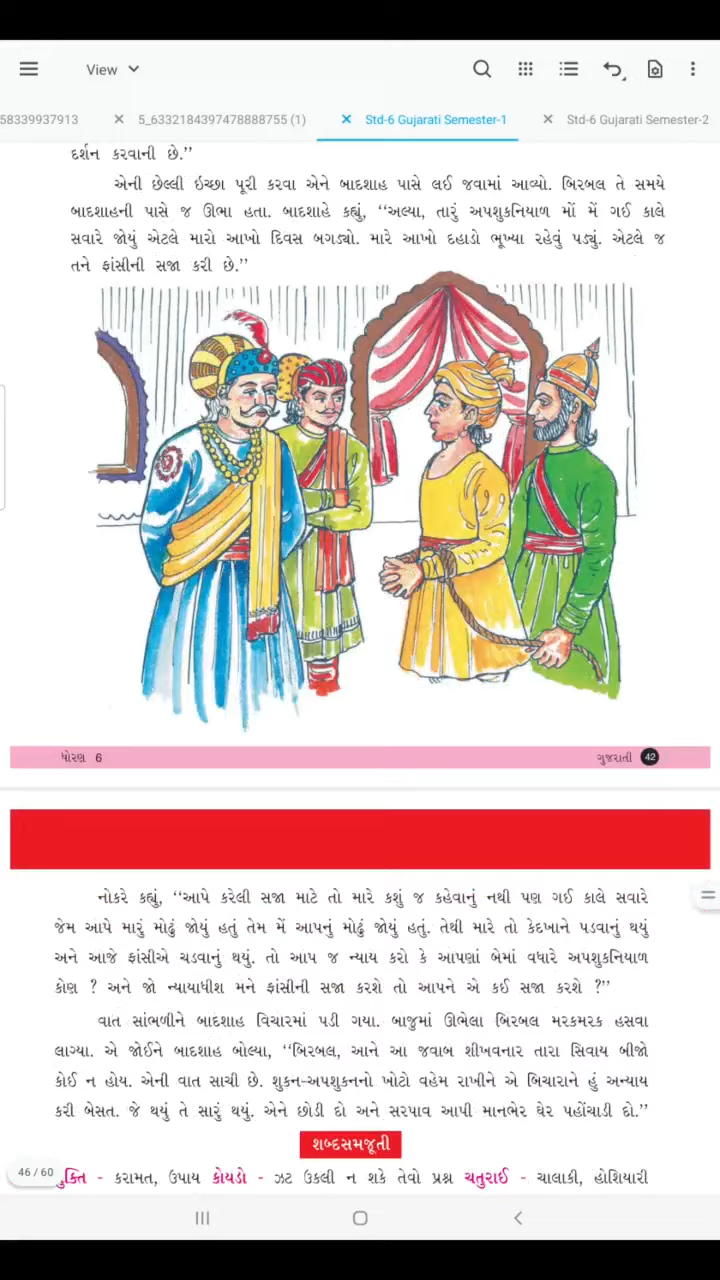 View
58339937913
5_6332184397478888755 (1)
Std-6 Gujarati Semester-1
Std-6 Gujarati Semester-2
દર્શન કરવાની છે.’’
એની છેલ્લી ઇચ્છા પૂરી કરવા એને બાદશાહ પાસે લઈ જવામાં આવ્યો. બિરબલ તે સમયે
બાદશાહની પાસે જ ઊભા હતા. બાદશાહે કહ્યું, ‘‘અલ્યા, તારું અપશુકનિયાળ મોં મેં ગઈ કાલે
સવારે જોયું એટલે મારો આખો દિવસ બગડ્યો. મારે આખો દહાડો ભૂખ્યા રહેવું પડ્યું. એટલે જ
તને ફાંસીની સજા કરી છે.’’
ધોરણ 6
ગુજરાતી 42
નોકરે કહ્યું, ‘‘આપે કરેલી સજા માટે તો મારે કશું જ કહેવાનું નથી પણ ગઈ કાલે સવારે
જેમ આપે મારું મોઢું જોયું હતું તેમ મેં આપનું મોઢું જોયું હતું. તેથી મારે તો કેદખાને પડવાનું થયું
અને આજે ફાંસીએ ચડવાનું થયું. તો આપ જ ન્યાય કરો કે આપણાં બેમાં વધારે અપશુકનિયાળ
કોણ ? અને જો ન્યાયાધીશ મને ફાંસીની સજા કરશે તો આપને એ કઈ સજા કરશે ?’’
વાત સાંભળીને બાદશાહ વિચારમાં પડી ગયા. બાજુમાં ઊભેલા બિરબલ મરકમરક હસવા
લાગ્યા. એ જોઈને બાદશાહ બોલ્યા, ‘‘બિરબલ, આને આ જવાબ શીખવનાર તારા સિવાય બીજો
કોઈ ન હોય. એની વાત સાચી છે. શુકન-અપશુકનનો ખોટો વહેમ રાખીને એ બિચારાને હું અન્યાય
કરી બેસત. જે થયું તે સારું થયું. એને છોડી દો અને સરપાવ આપી માનભેર ઘેર પહોંચાડી દો.’’
શબ્દસમજૂતી
46 / 60
- કરામત, ઉપાય કોયડો - ઝટ ઉકલી ન શકે તેવો પ્રશ્ન ચતુરાઈ - ચાલાકી, હોશિયારી